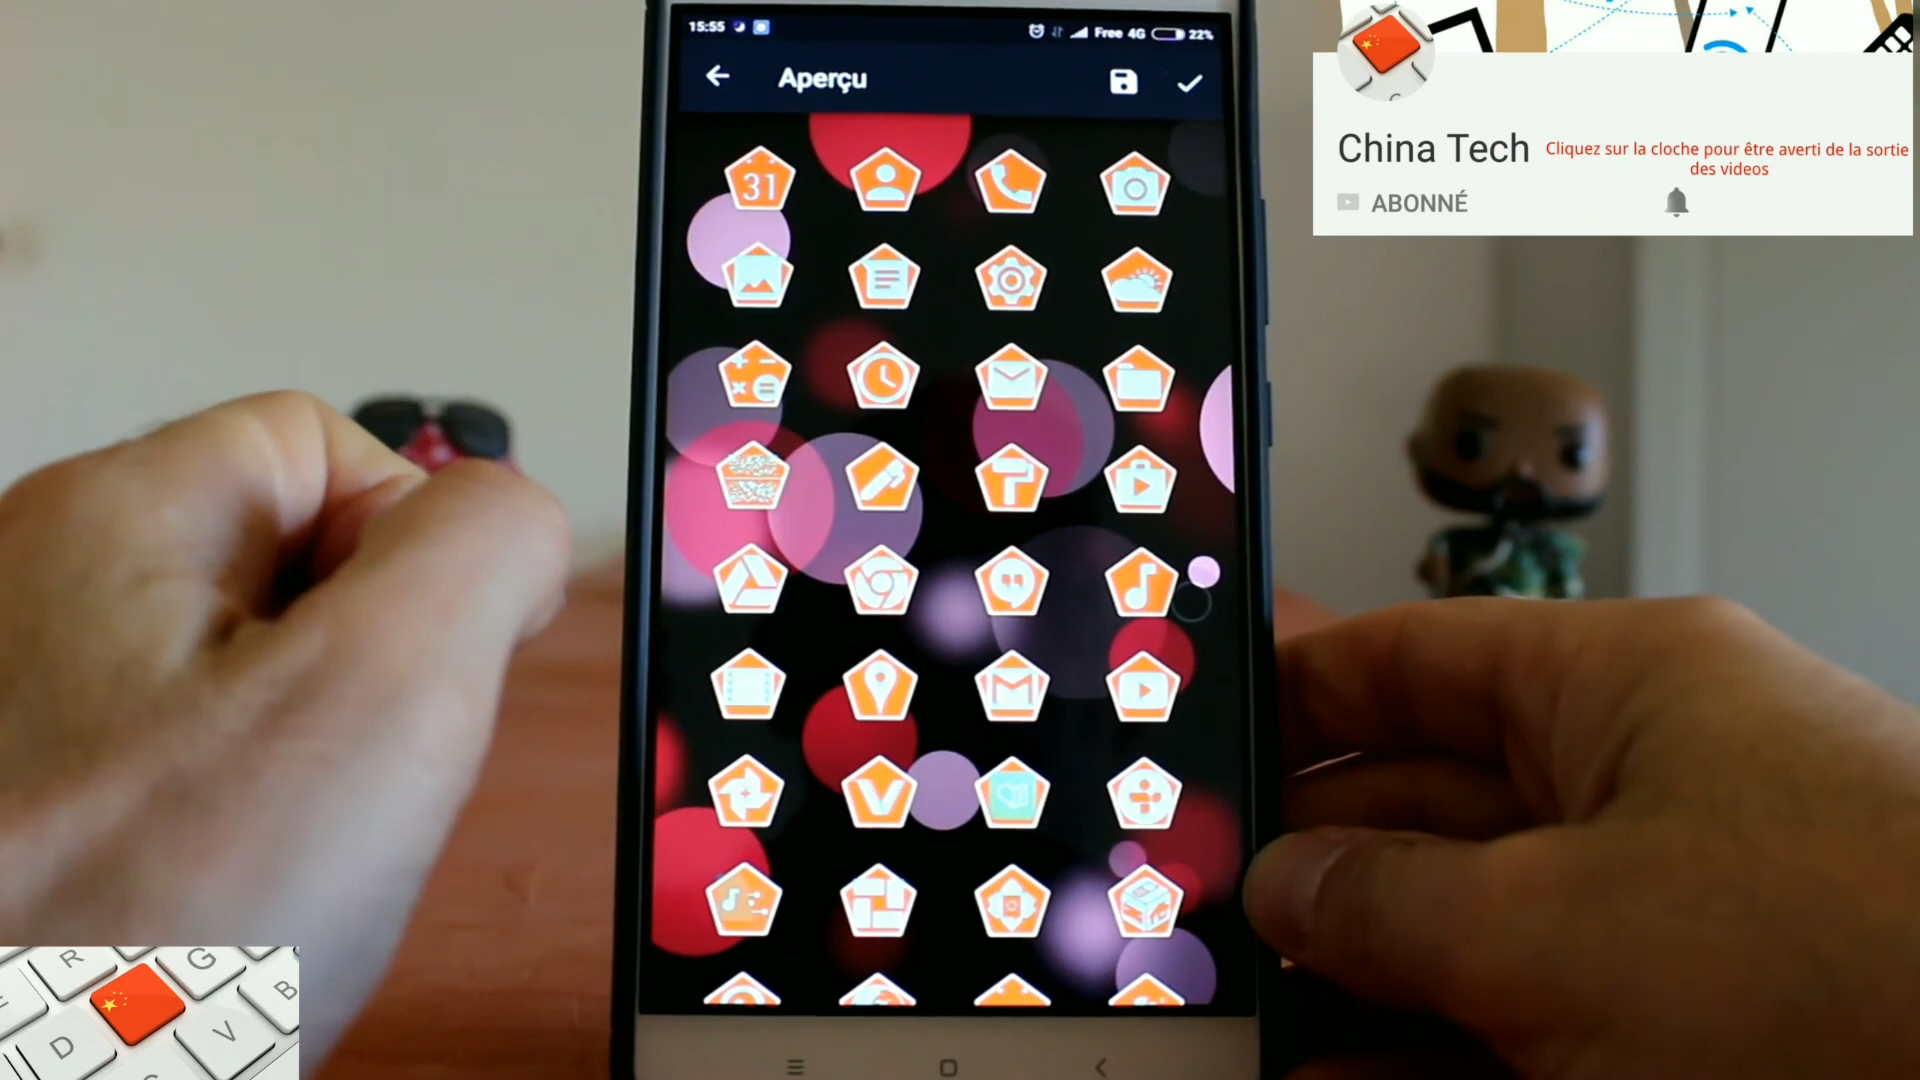 15:55
Free 4G 22%
Aperçu
31
China Tech
Cliquez sur la cloche pour être averti de la sortie
des videos
ABONNÉ
R G
B
D V